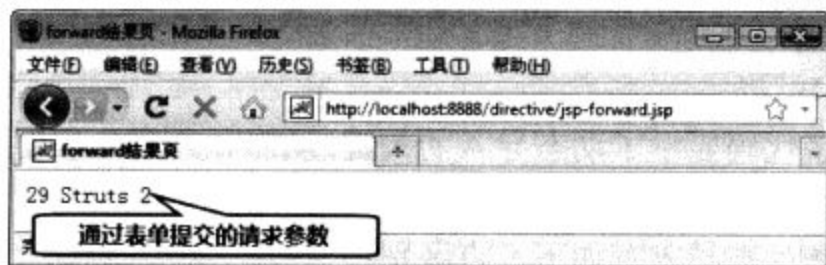 forward结果页 - Mozilla Firefox
文件(F) 编辑(E) 查看(V) 历史(S) 书签(B) 工具(T) 帮助(H)
http://localhost:8888/directive/jsp-forward.jsp
forward结果页
29 Struts 2
通过表单提交的请求参数